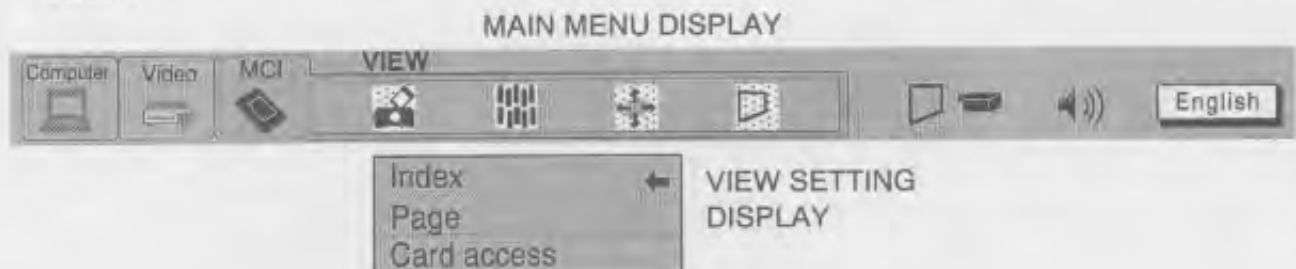 MAIN MENU DISPLAY
Computer Video MCI VIEW English
Index VIEW SETTING
Page DISPLAY
Card access